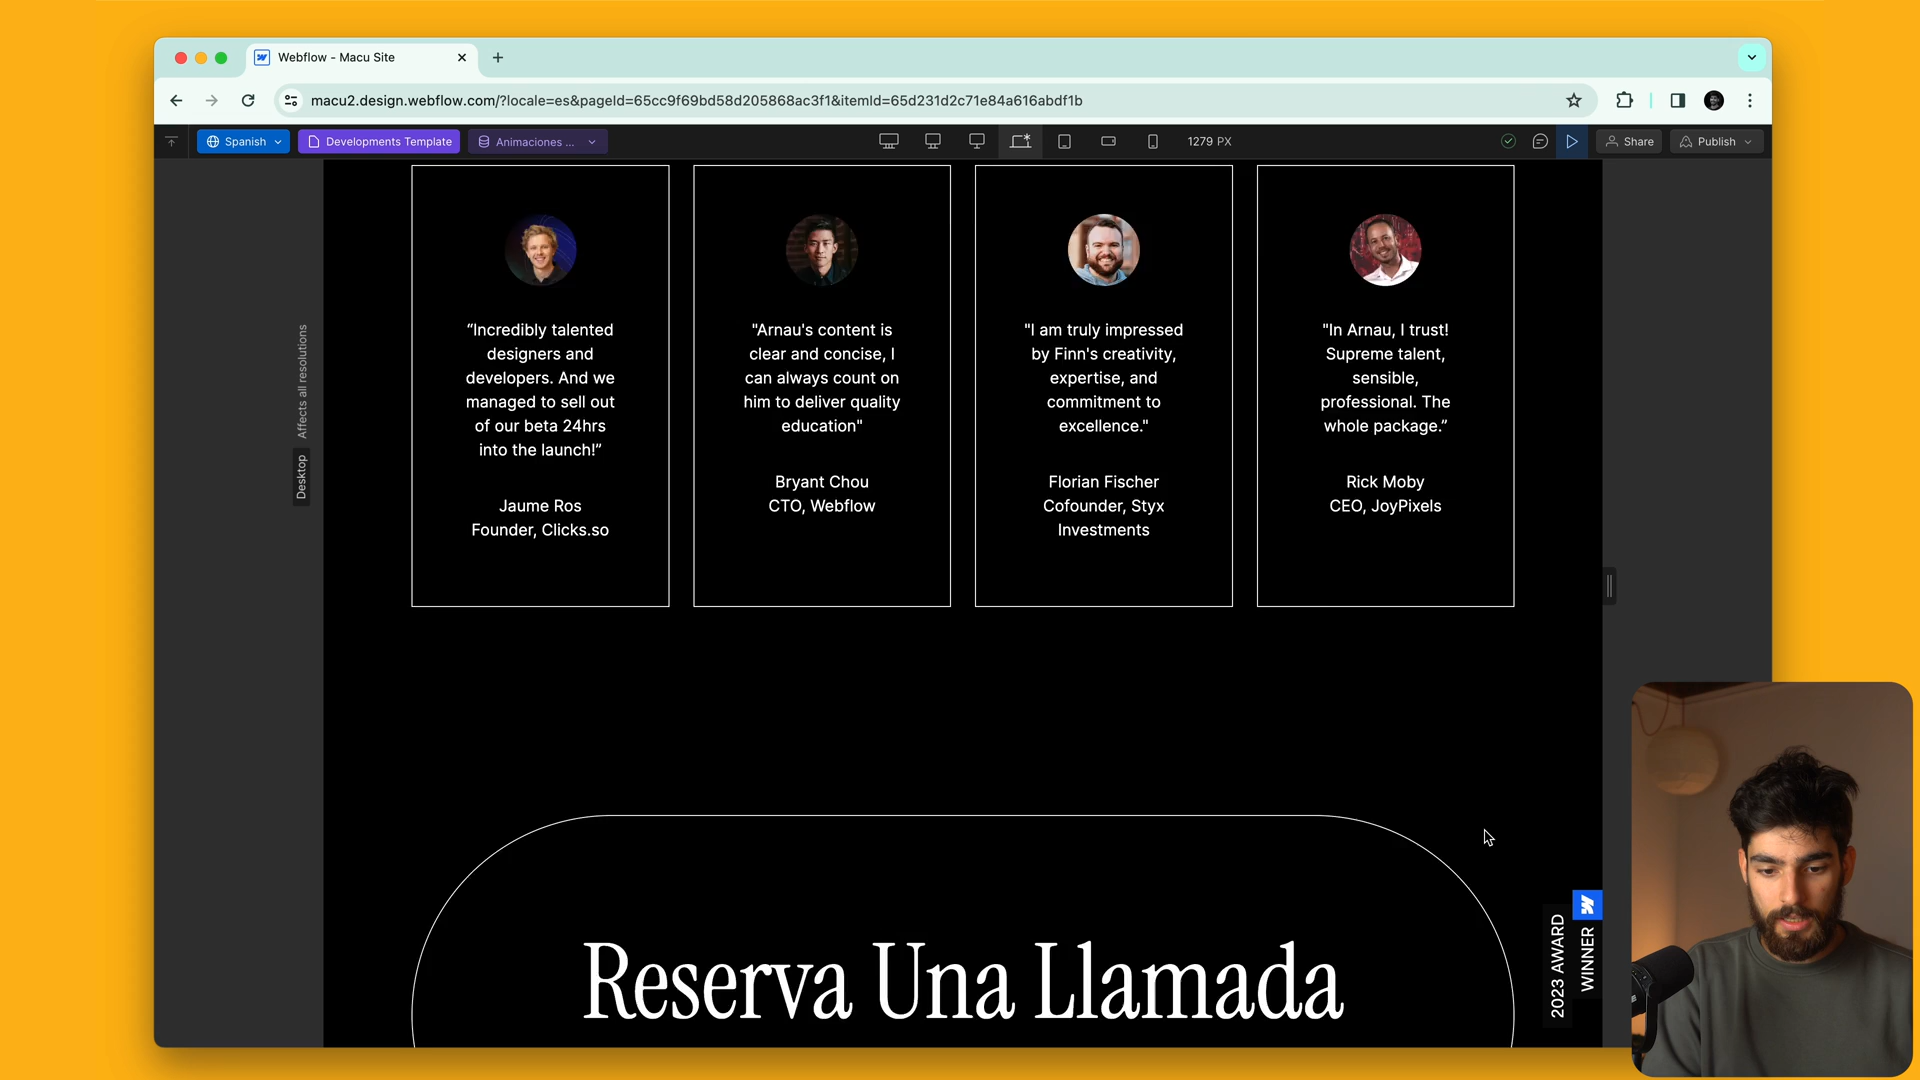 Webflow - Macu Site
macu2.design.webflow.com/?locale=es&pageId=65cc9f69bd58d205868ac3f1&itemId=65d231d2c71e84a616abdf1b
Spanish
Developments Template
Animaciones ...
1279 PX
Share
Publish
Affects all resolutions
Desktop
“Incredibly talented
designers and
developers. And we
managed to sell out
of our beta 24hrs
into the launch!”
Jaume Ros
Founder, Clicks.so
"Arnau's content is
clear and concise, I
can always count on
him to deliver quality
education"
Bryant Chou
CTO, Webflow
"I am truly impressed
by Finn's creativity,
expertise, and
commitment to
excellence."
Florian Fischer
Cofounder, Styx
Investments
"In Arnau, I trust!
Supreme talent,
sensible,
professional. The
whole package.”
Rick Moby
CEO, JoyPixels
Reserva Una Llamada
2023 AWARD
WINNER